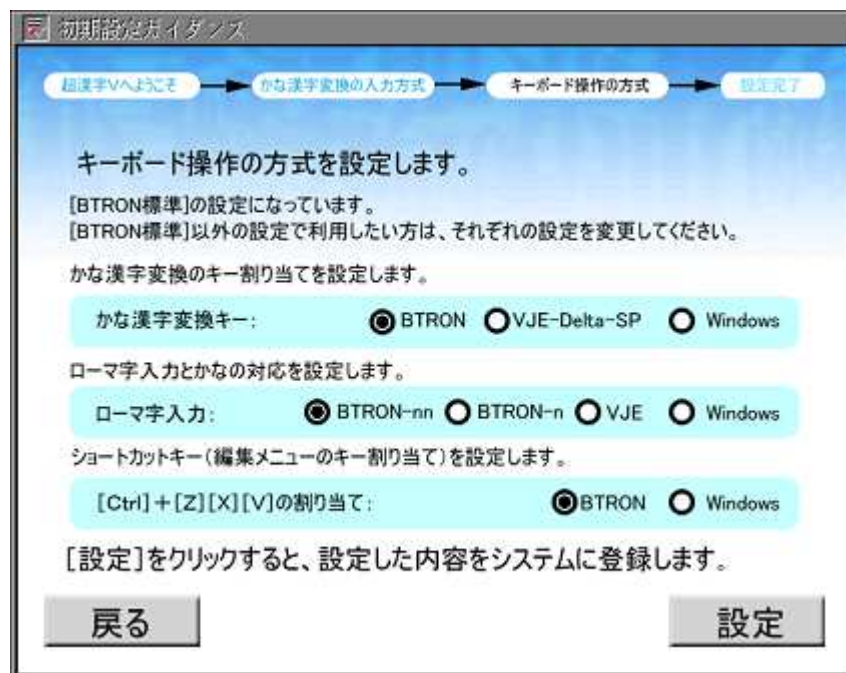 初期設定ガイダンス
超漢字Vへようこそ かな漢字変換の入力方式 キーボード操作の方式 設定完了
キーボード操作の方式を設定します。
[BTRON標準]の設定になっています。
[BTRON標準]以外の設定で利用したい方は、それぞれの設定を変更してください。
かな漢字変換のキー割り当てを設定します。
かな漢字変換キー: BTRON VJE-Delta-SP Windows
ローマ字入力とかなの対応を設定します。
ローマ字入力: BTRON-nn BTRON-n VJE Windows
ショートカットキー(編集メニューのキー割り当て)を設定します。
[Ctrl]+[Z][X][V]の割り当て: BTRON Windows
[設定]をクリックすると、設定した内容をシステムに登録します。
戻る 設定